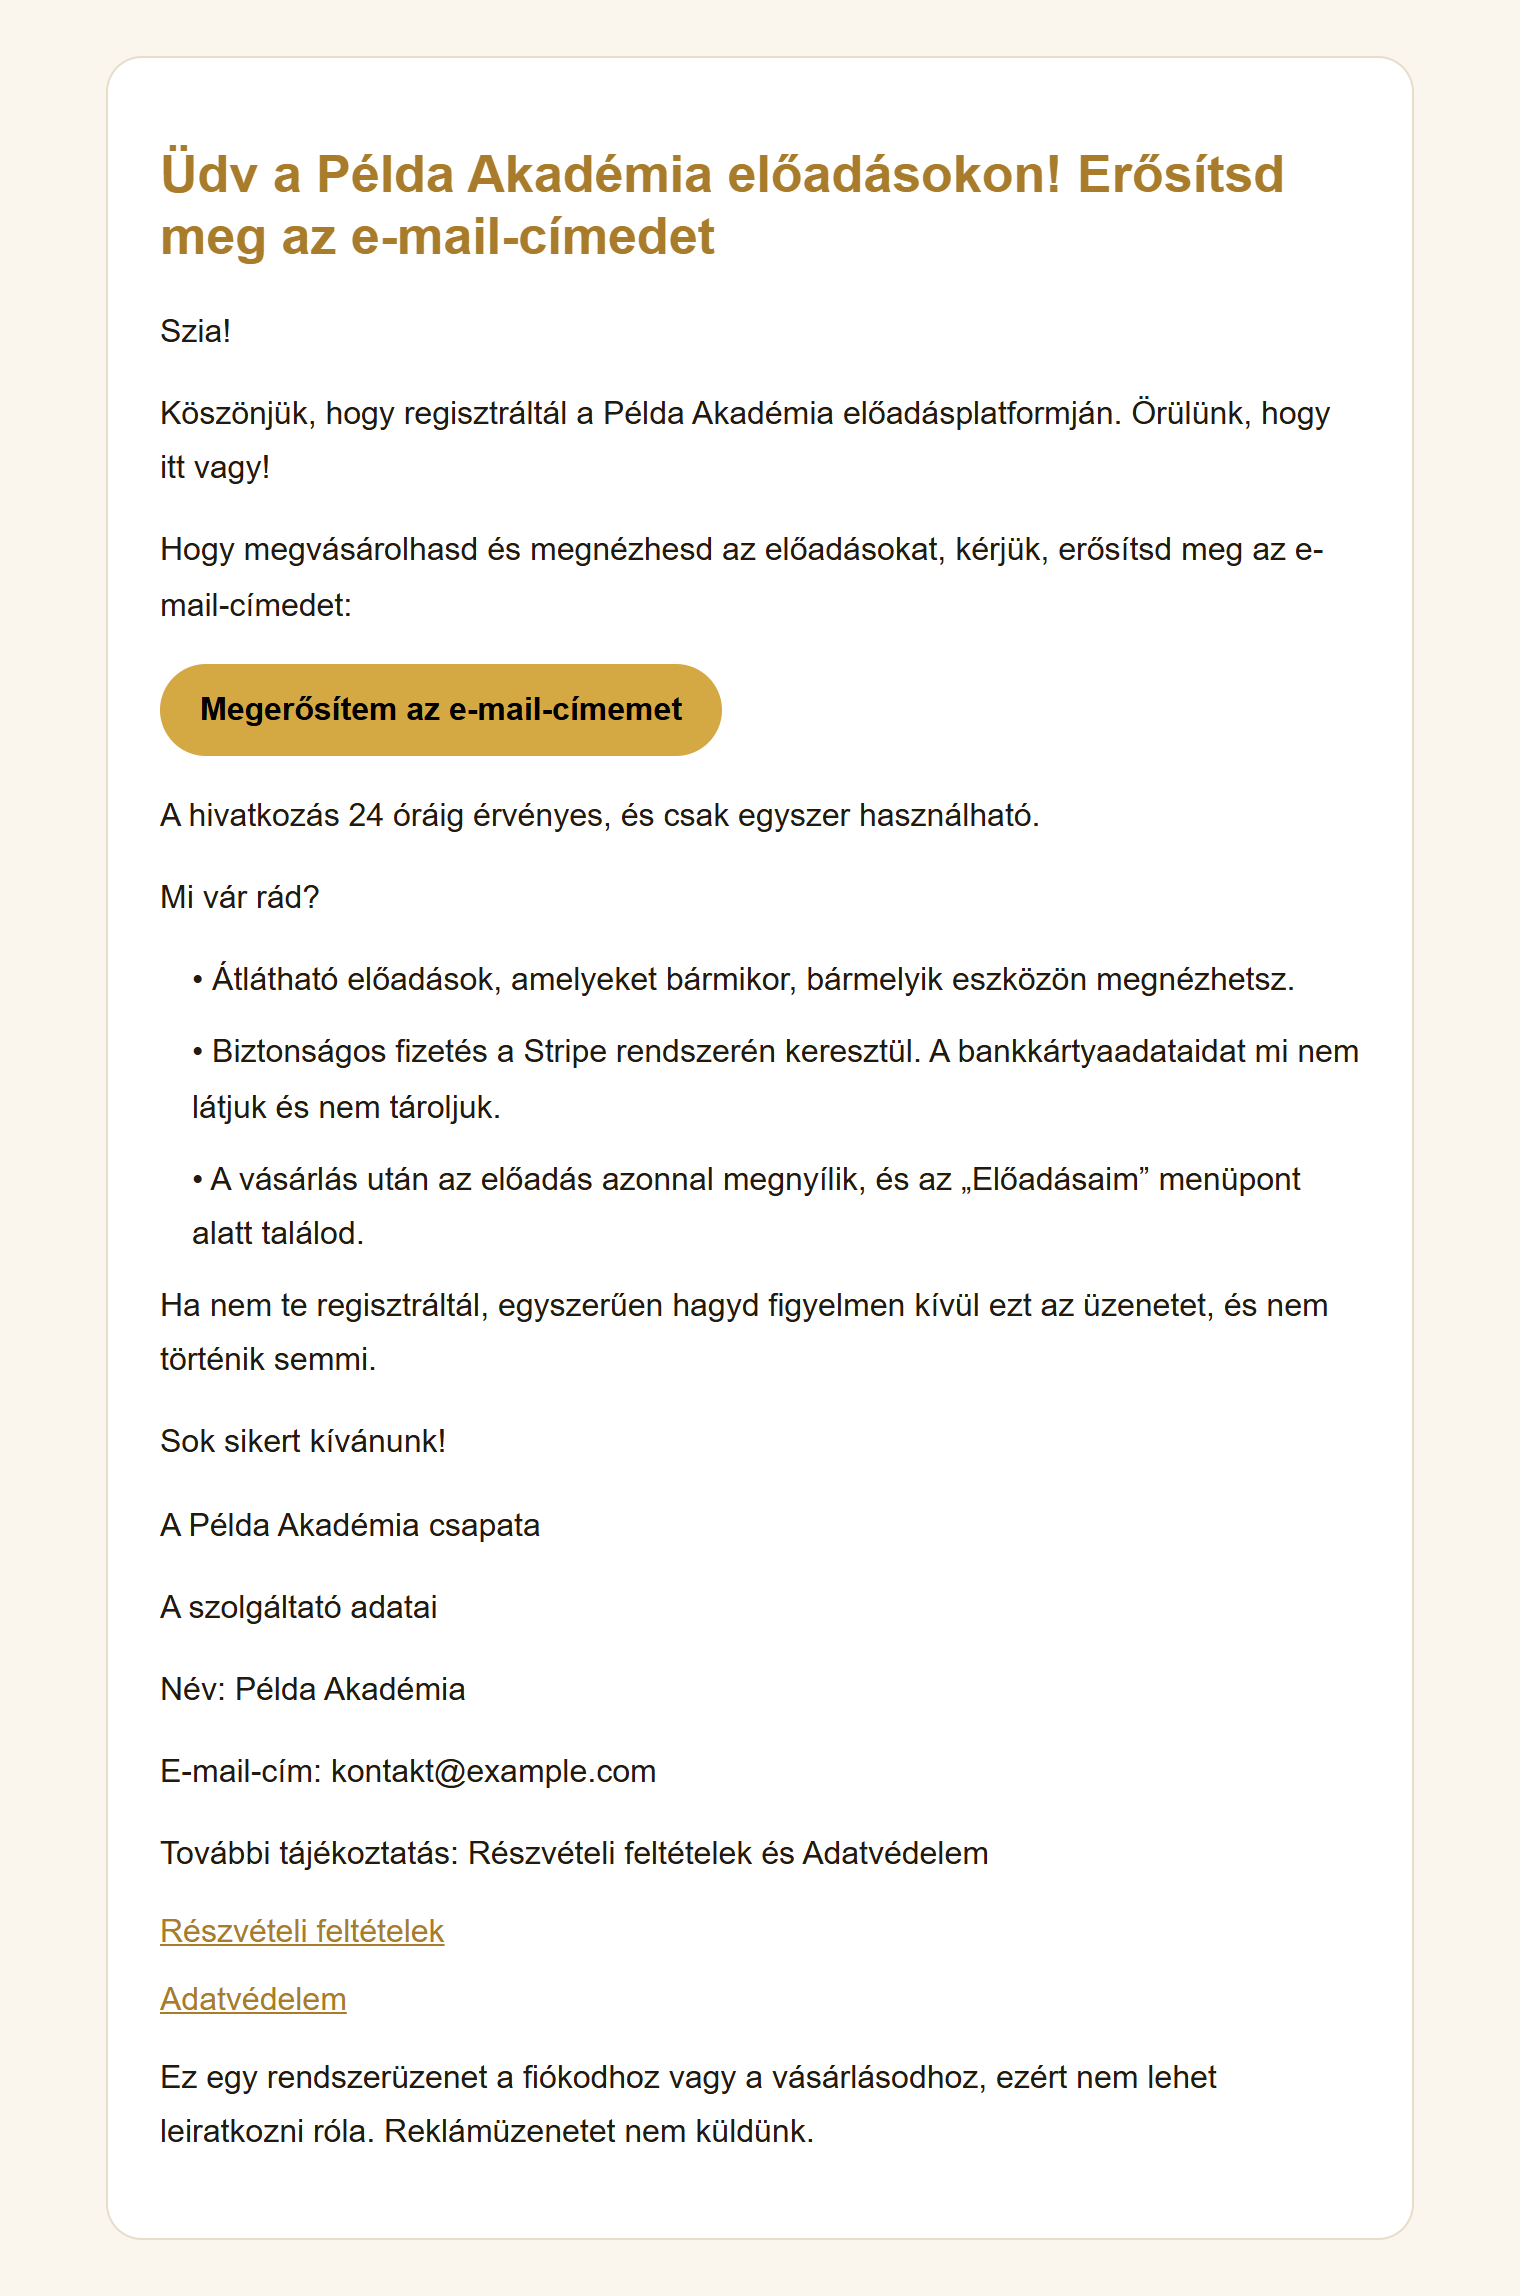 Üdv a Példa Akadémia előadásokon! Erősítsd
meg az e-mail-címedet
Szia!
Köszönjük, hogy regisztráltál a Példa Akadémia előadásplatformján. Örülünk, hogy
itt vagy!
Hogy megvásárolhasd és megnézhesd az előadásokat, kérjük, erősítsd meg az e-
mail-címedet:
Megerősítem az e-mail-címemet
A hivatkozás 24 óráig érvényes, és csak egyszer használható.
Mi vár rád?
• Átlátható előadások, amelyeket bármikor, bármelyik eszközön megnézhetsz.
• Biztonságos fizetés a Stripe rendszerén keresztül. A bankkártyaadataidat mi nem
látjuk és nem tároljuk.
• A vásárlás után az előadás azonnal megnyílik, és az „Előadásaim” menüpont
alatt találod.
Ha nem te regisztráltál, egyszerűen hagyd figyelmen kívül ezt az üzenetet, és nem
történik semmi.
Sok sikert kívánunk!
A Példa Akadémia csapata
A szolgáltató adatai
Név: Példa Akadémia
E-mail-cím: kontakt@example.com
További tájékoztatás: Részvételi feltételek és Adatvédelem
Részvételi feltételek
Adatvédelem
Ez egy rendszerüzenet a fiókodhoz vagy a vásárlásodhoz, ezért nem lehet
leiratkozni róla. Reklámüzenetet nem küldünk.